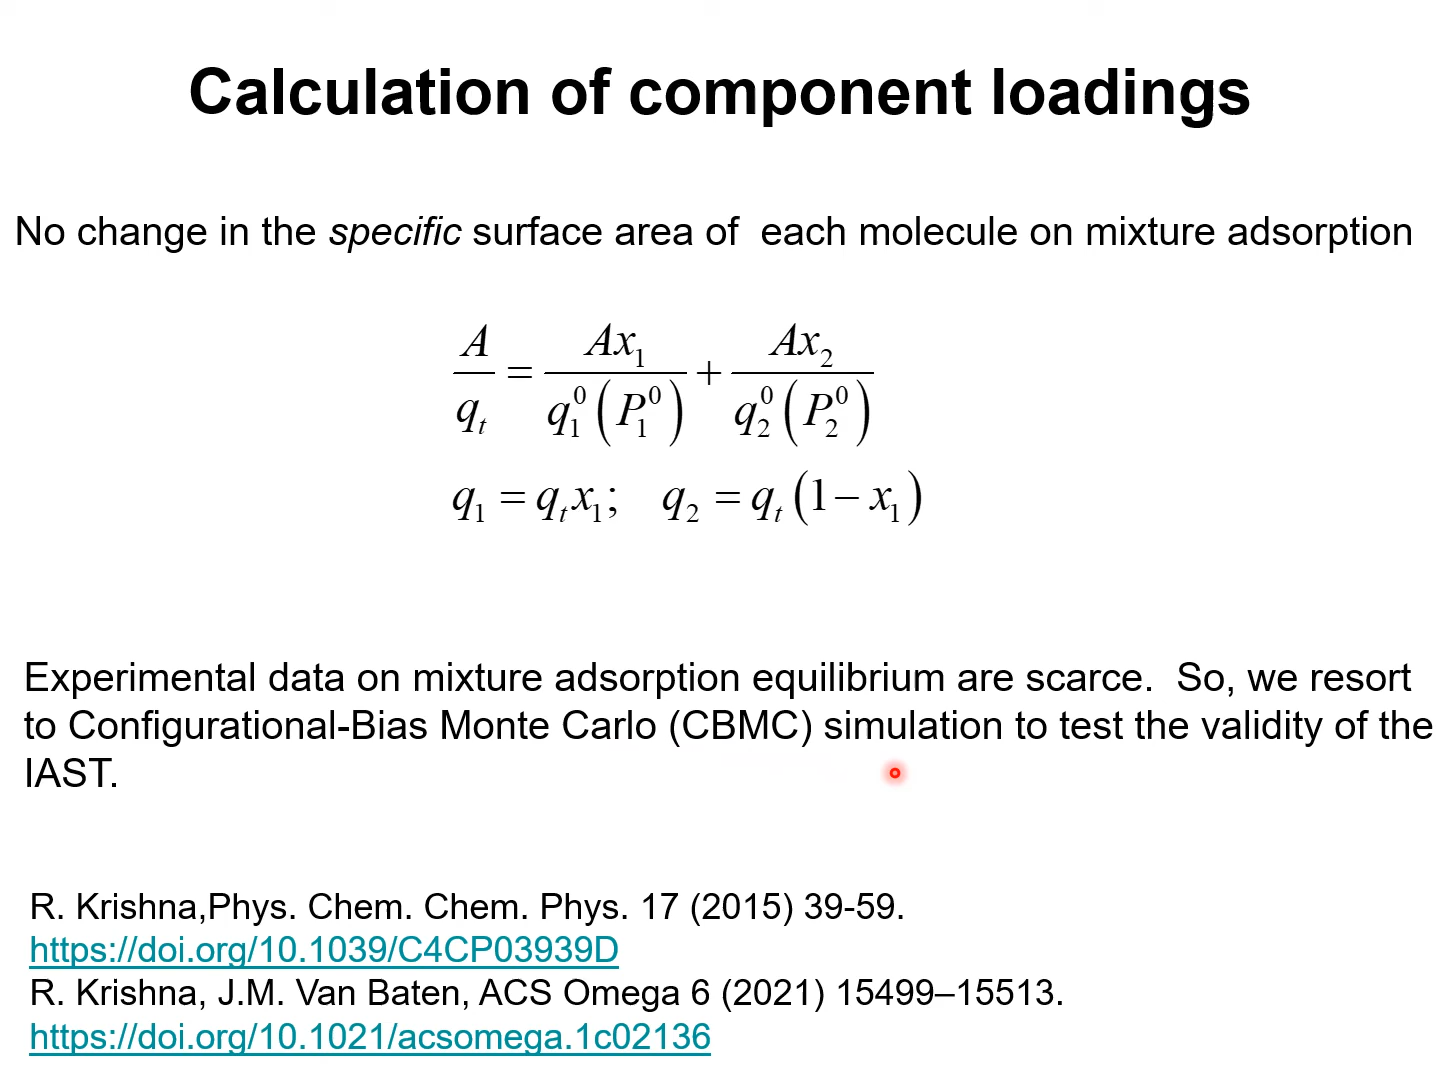 Calculation of component loadings
No change in the specific surface area of each molecule on mixture adsorption
A/q_t = Ax_1/q_1^0(P_1^0) + Ax_2/q_2^0(P_2^0)
q_1 = q_t x_1; q_2 = q_t (1 − x_1)
Experimental data on mixture adsorption equilibrium are scarce. So, we resort
to Configurational-Bias Monte Carlo (CBMC) simulation to test the validity of the
IAST.
R. Krishna,Phys. Chem. Chem. Phys. 17 (2015) 39-59.
https://doi.org/10.1039/C4CP03939D
R. Krishna, J.M. Van Baten, ACS Omega 6 (2021) 15499–15513.
https://doi.org/10.1021/acsomega.1c02136